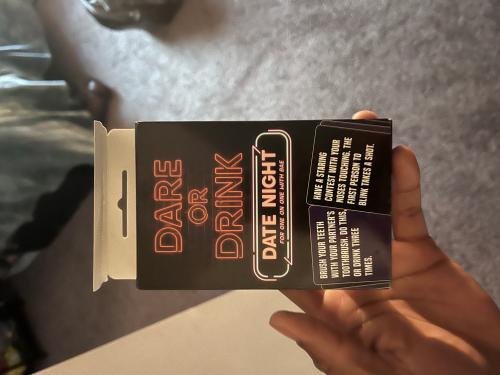 DARE
OR
DRINK
DATE NIGHT
FOR ONE ON ONE WITH BAE
BRUSH YOUR TEETH
WITH YOUR PARTNER'S
TOOTHBRUSH. DO THIS,
OR DRINK THREE
TIMES.
HAVE A STARING
CONTEST WITH YOUR
NOSES TOUCHING. THE
FIRST PERSON TO
BLINK TAKES A SHOT.